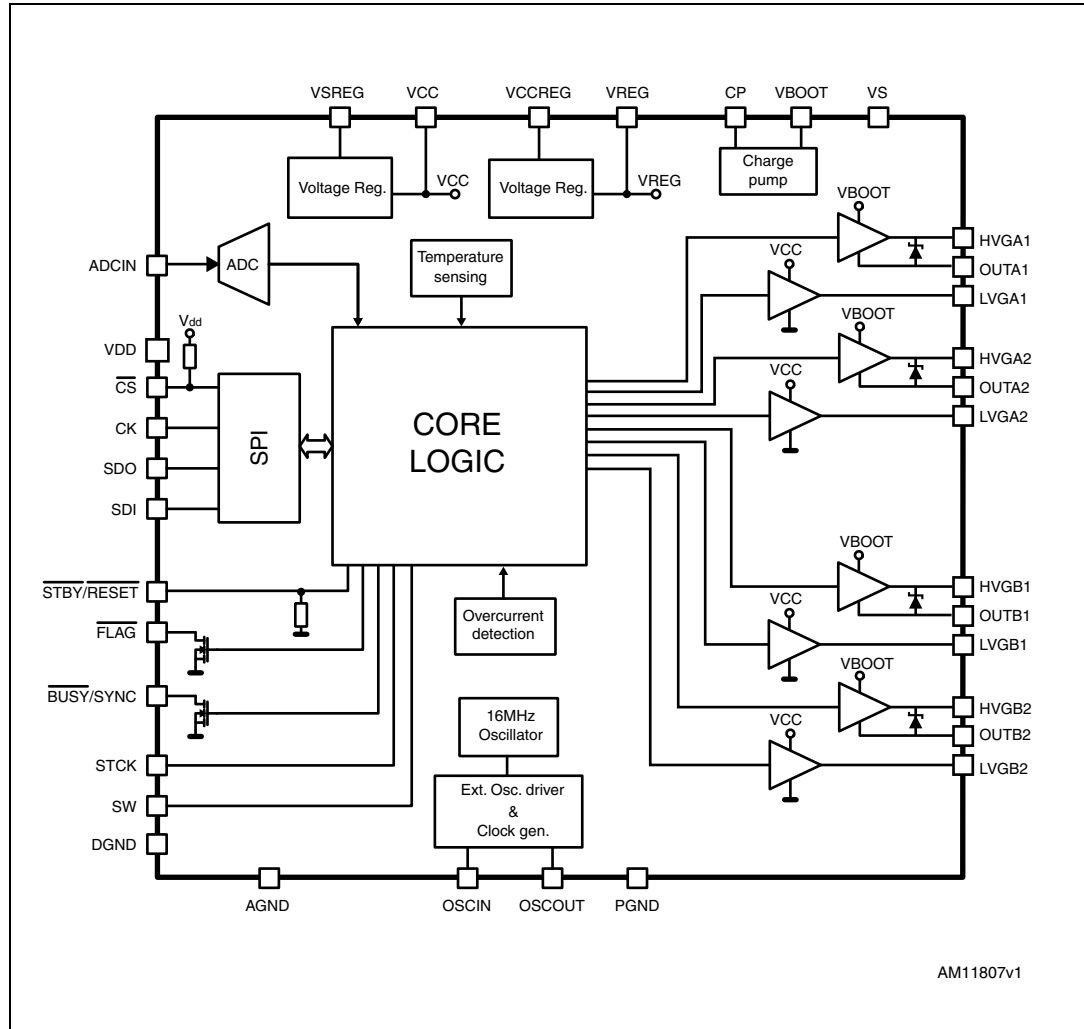 VSREG VCC VCCREG VREG CP VBOOT VS
Voltage Reg.
VCC
Voltage Reg.
VREG
Charge
pump
VBOOT
HVGA1
ADCIN
ADC
Temperature
sensing
VCC
OUTA1
LVGA1
Vdd
VBOOT
VDD
HVGA2
CS
VCC
OUTA2
CK
LVGA2
SPI
CORE
LOGIC
SDO
SDI
VBOOT
STBY/RESET
HVGB1
Overcurrent
detection
OUTB1
FLAG
VCC
LVGB1
VBOOT
BUSY/SYNC
HVGB2
16MHz
Oscillator
VCC
OUTB2
STCK
LVGB2
SW
Ext. Osc. driver
&
Clock gen.
DGND
AGND OSCIN OSCOUT PGND
AM11807v1